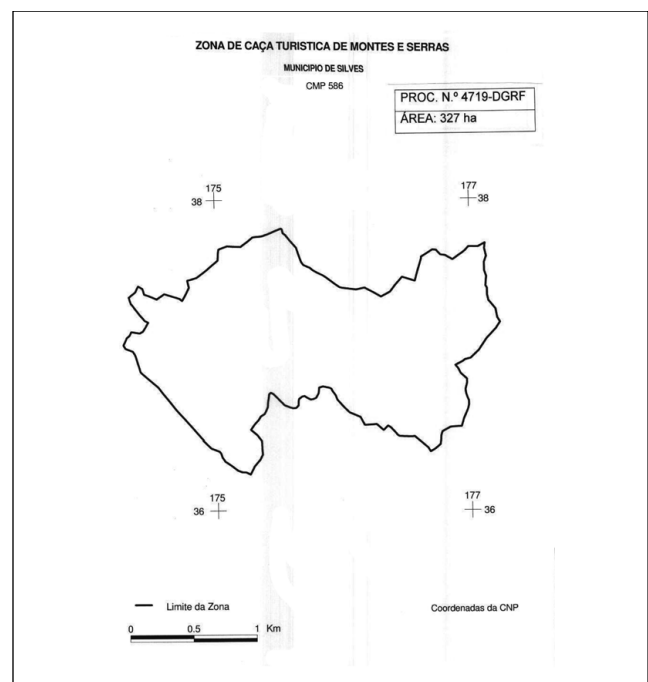 ZONA DE CAÇA TURISTICA DE MONTES E SERRAS
MUNICIPIO DE SILVES
CMP 586
PROC. N.º 4719-DGRF
ÁREA: 327 ha
175
38
177
38
175
36
177
36
Limite da Zona
Coordenadas da CNP
0 0.5 1 Km